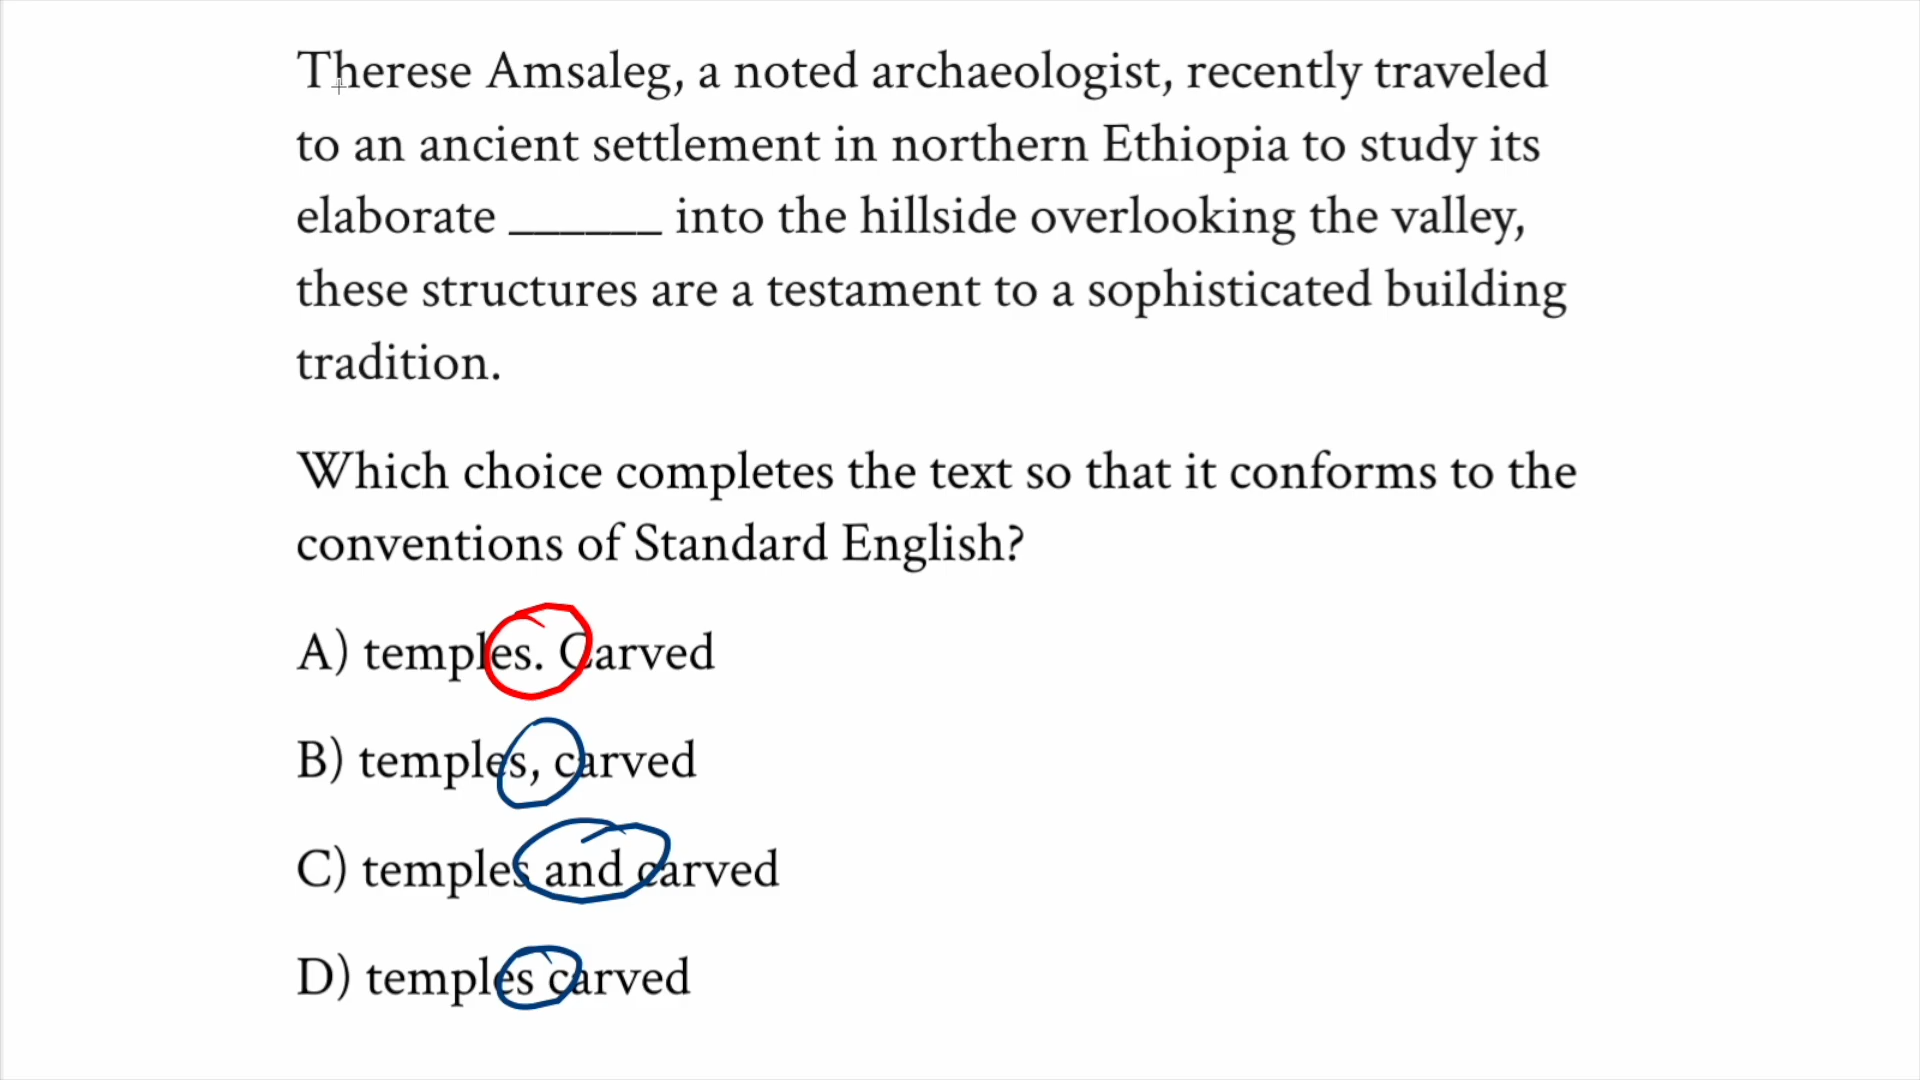 Therese Amsaleg, a noted archaeologist, recently traveled
to an ancient settlement in northern Ethiopia to study its
elaborate ______ into the hillside overlooking the valley,
these structures are a testament to a sophisticated building
tradition.
Which choice completes the text so that it conforms to the
conventions of Standard English?
A) temples. Carved
B) temples, carved
C) temples and carved
D) temples carved